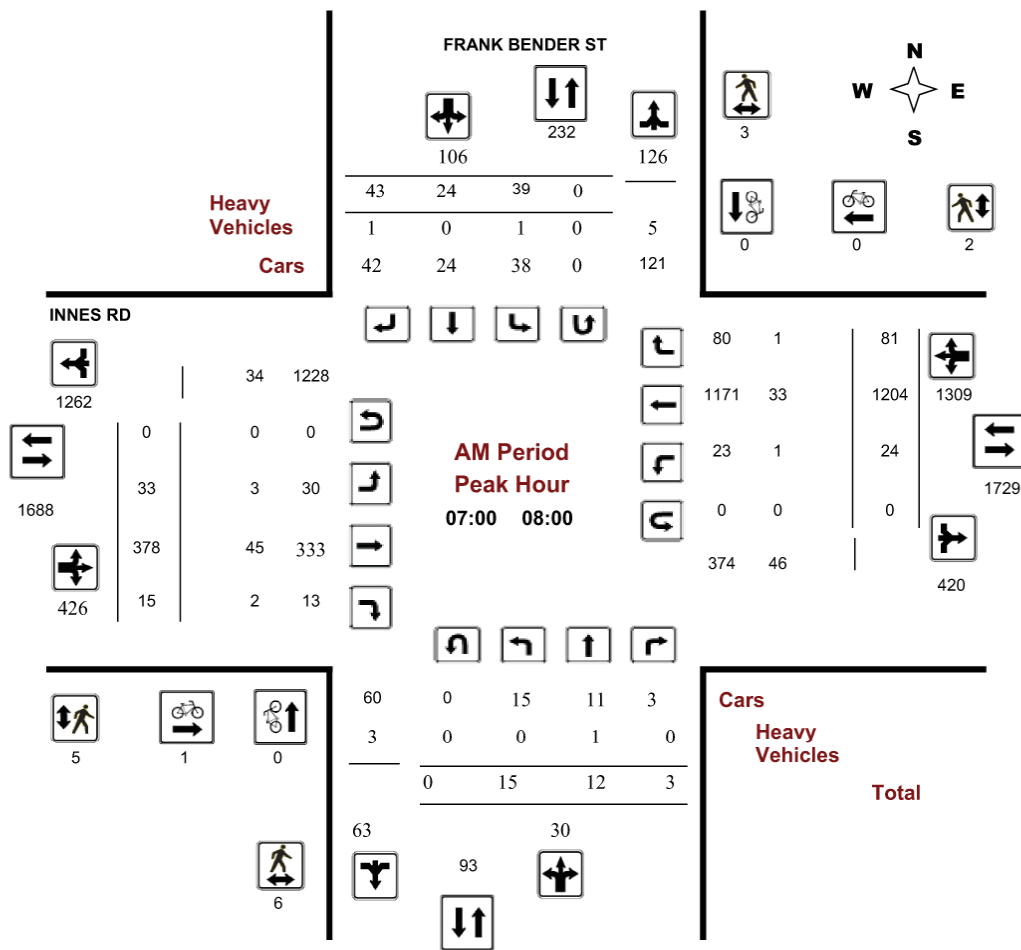 FRANK BENDER ST
N
W E
S
232
3
106 126
43 24 39 0
Heavy
Vehicles
1 0 1 0 5
0 0 2
Cars
42 24 38 0 121
INNES RD
80 1 81
34 1228
1262
1171 33 1204 1309
0 0 0
AM Period
23 1 24
Peak Hour
33 3 30
1729
1688
07:00 08:00
0 0 0
378 45 333
374 46
420
426
15 2 13
60 0 15 11 3 Cars
3 0 0 1 0 Heavy
Vehicles
5 1 0
0 15 12 3 Total
63 30
93
6